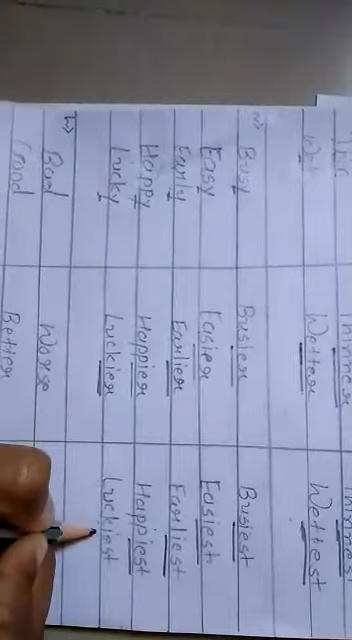 Thinner
Wet Wetter Wettest
Busy Busier Busiest
Easy Easier Easiest
Early Earlier Earliest
Happy Happier Happiest
Lucky Luckier Luckiest
Bad Worse
Good Better